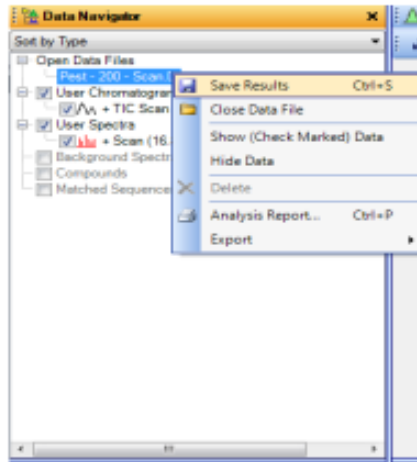 Data Navigator
Sort by Type
Open Data Files
Pest - 200 - Scan.
User Chromatogram
+ TIC Scan
User Spectra
+ Scan (16.
Background Spectr
Compounds
Matched Sequence
Save Results Ctrl+S
Close Data File
Show (Check Marked) Data
Hide Data
Delete
Analysis Report... Ctrl+P
Export